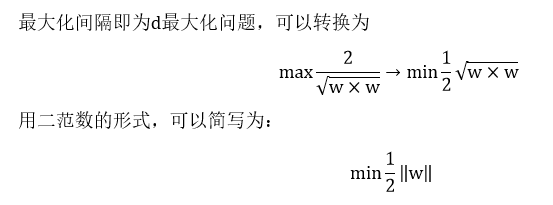 最大化间隔即为d最大化问题，可以转换为
max 2/√(w × w) → min 1/2 √(w × w)
用二范数的形式，可以简写为：
min 1/2 ‖w‖